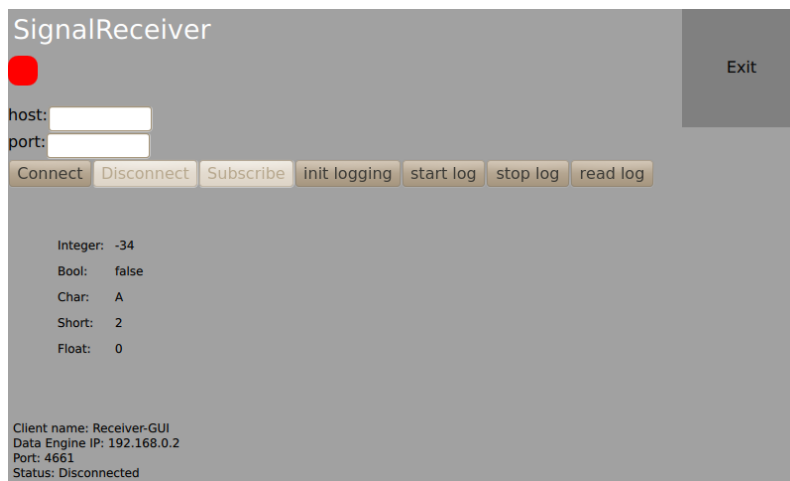 SignalReceiver
Exit
host:
port:
Connect Disconnect Subscribe init logging start log stop log read log
Integer: -34
Bool: false
Char: A
Short: 2
Float: 0
Client name: Receiver-GUI
Data Engine IP: 192.168.0.2
Port: 4661
Status: Disconnected